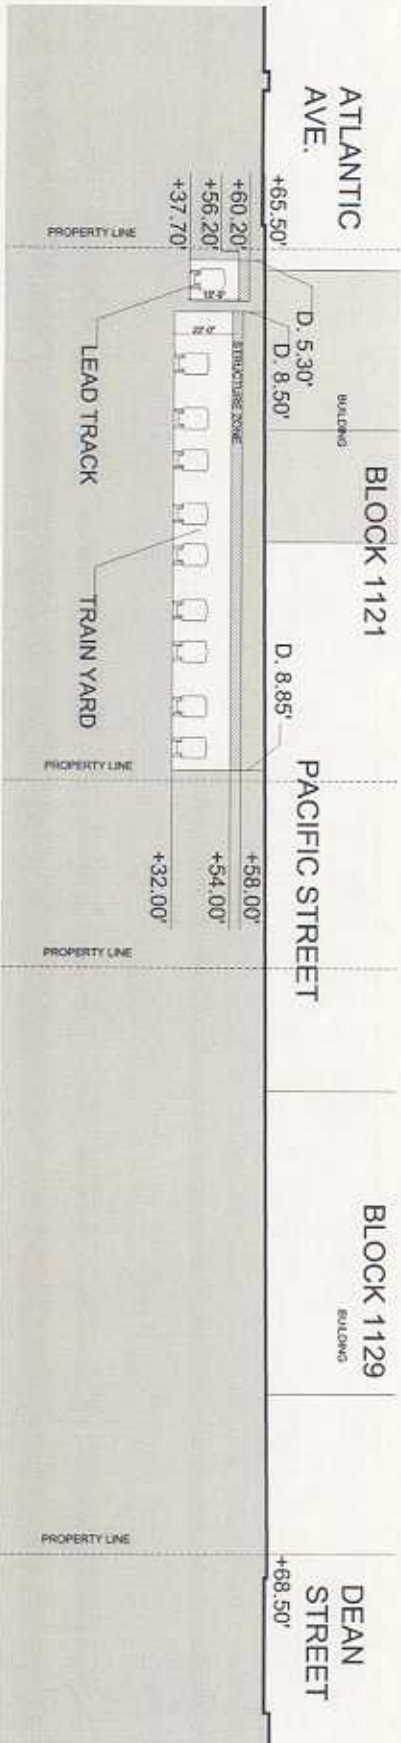 ATLANTIC
AVE.
BLOCK 1121
PACIFIC STREET
BLOCK 1129
DEAN
STREET
BUILDING
BUILDING
+65.50'
+60.20'
+56.20'
+37.70'
D. 5.30'
D. 8.50'
D. 8.85'
+58.00'
+54.00'
+32.00'
+68.50'
STRUCTURE ZONE
22'-0"
PROPERTY LINE
PROPERTY LINE
PROPERTY LINE
PROPERTY LINE
LEAD TRACK
TRAIN YARD